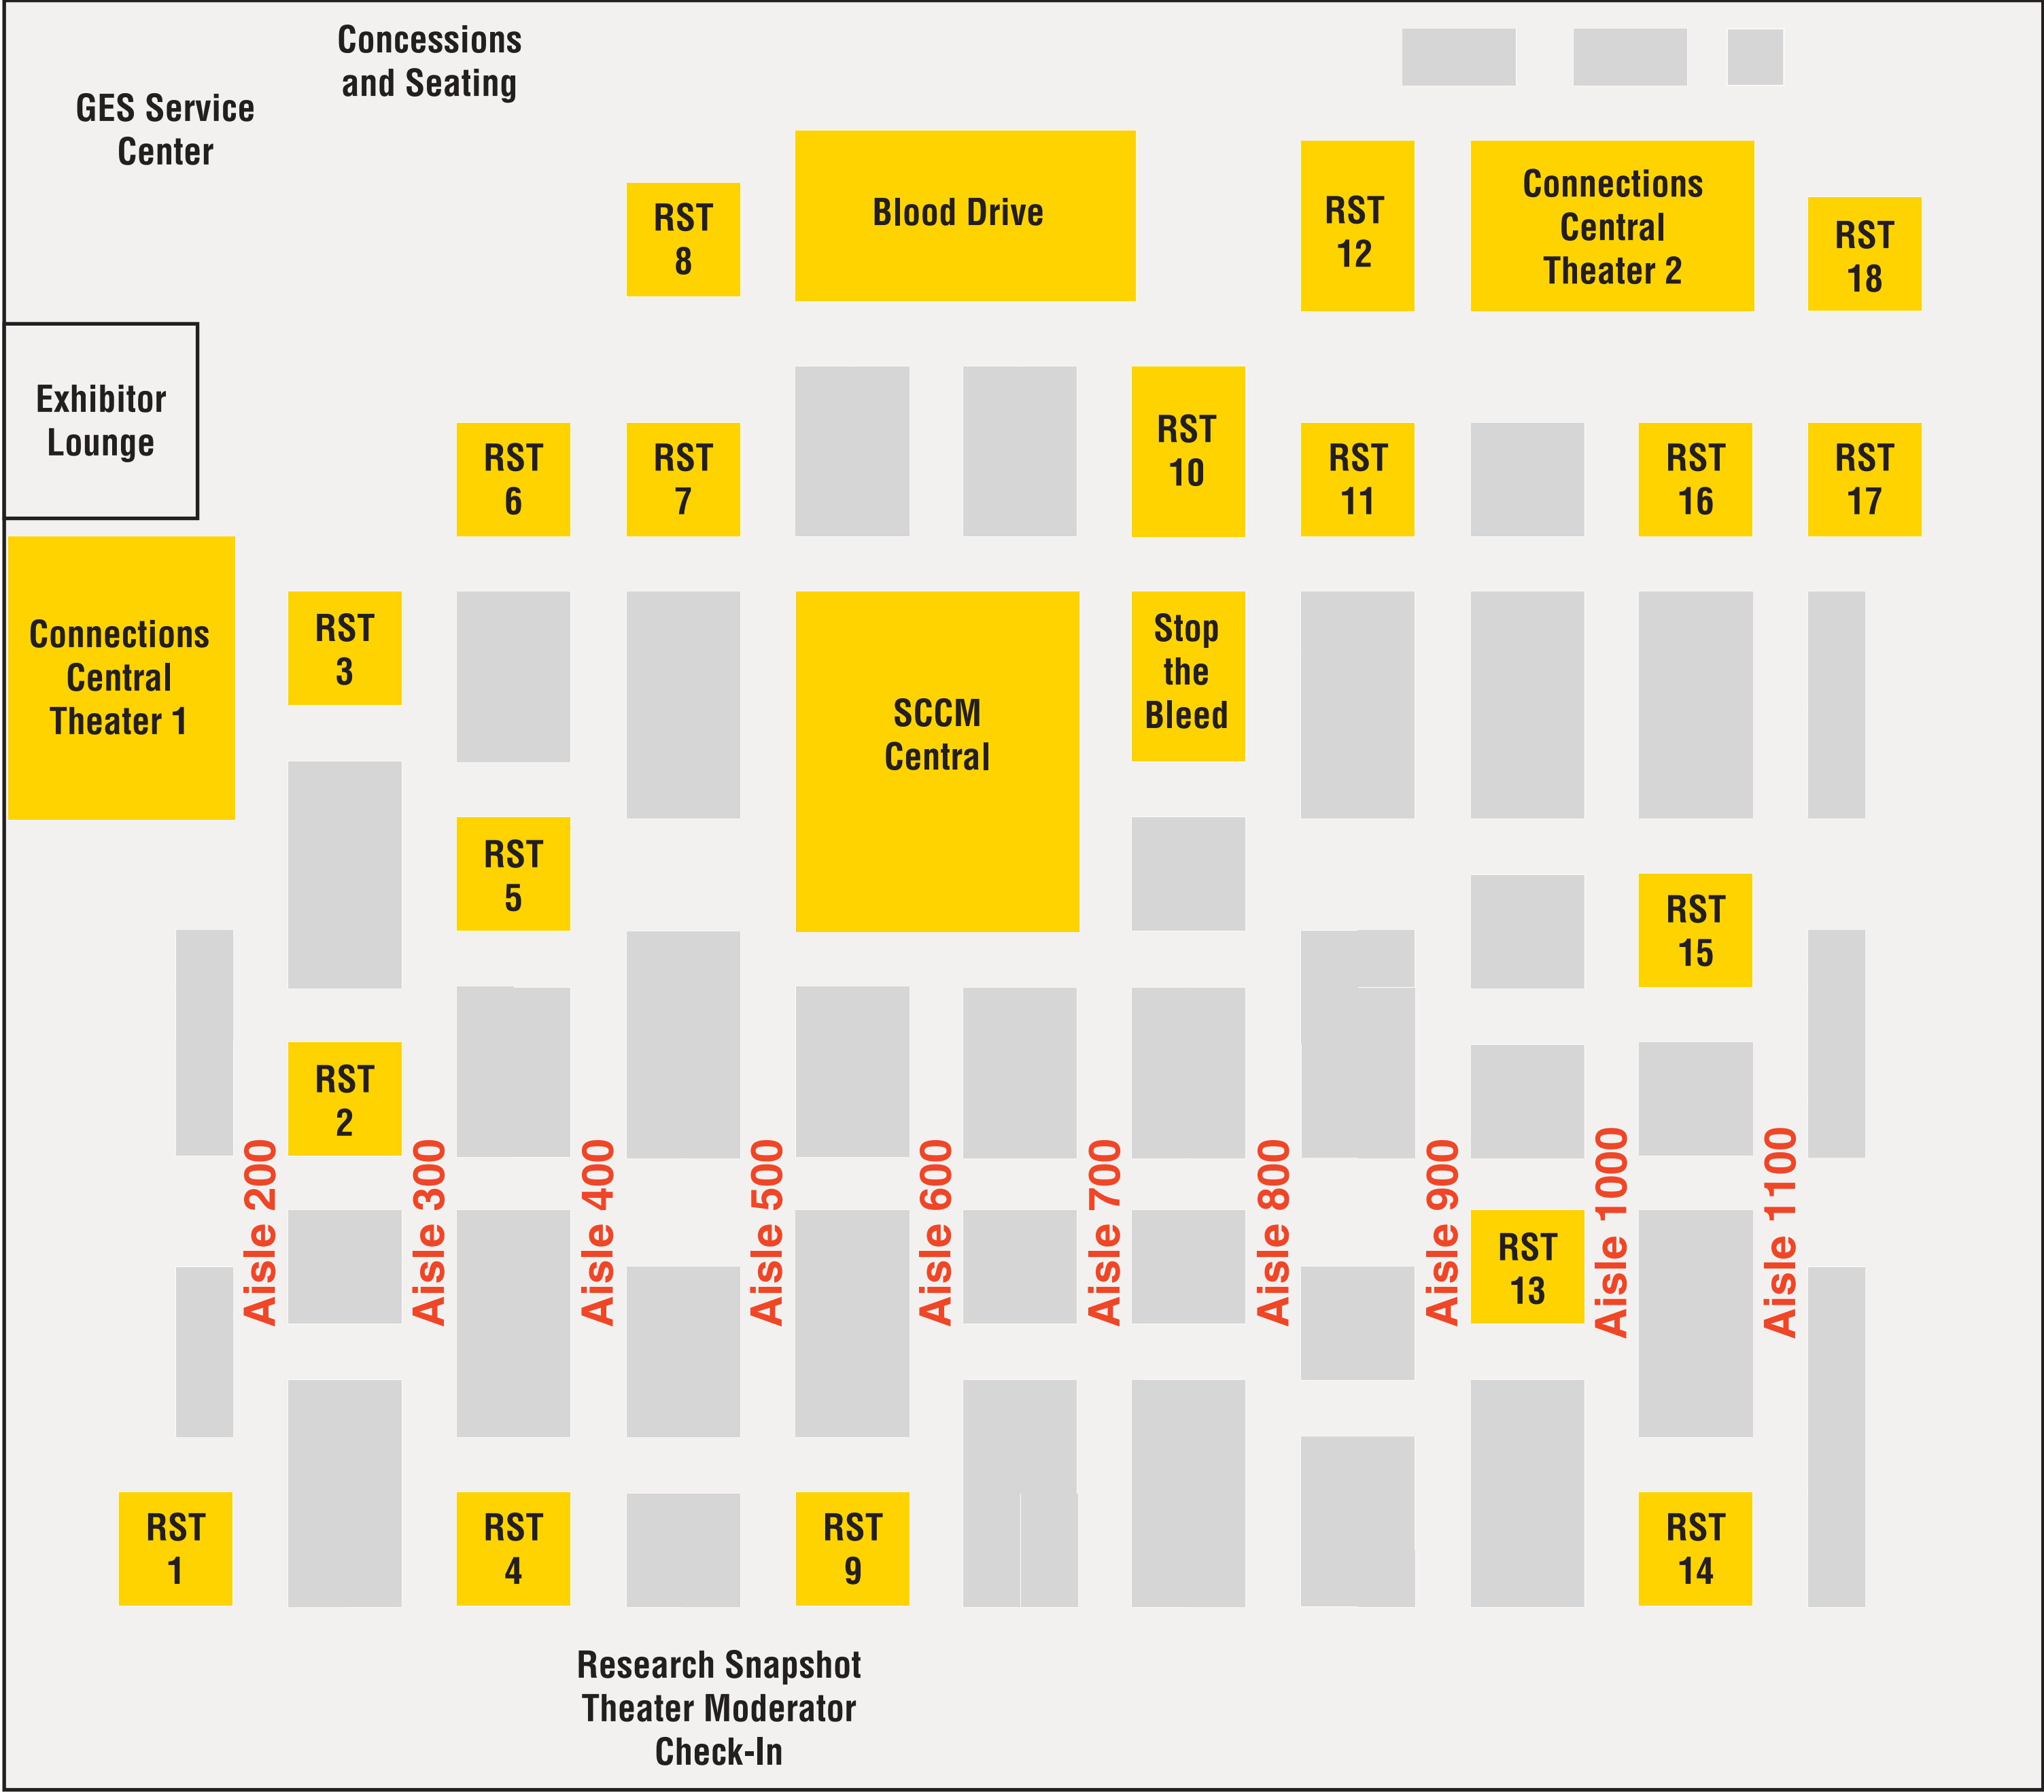 Concessions
and Seating
GES Service
Center
Blood Drive
RST
8
RST
12
Connections
Central
Theater 2
RST
18
Exhibitor
Lounge
RST
6
RST
7
RST
10
RST
11
RST
16
RST
17
Connections
Central
Theater 1
RST
3
SCCM
Central
Stop
the
Bleed
RST
5
RST
15
RST
2
Aisle 200
Aisle 300
Aisle 400
Aisle 500
Aisle 600
Aisle 700
Aisle 800
Aisle 900
Aisle 1000
Aisle 1100
RST
13
RST
1
RST
4
RST
9
RST
14
Research Snapshot
Theater Moderator
Check-In